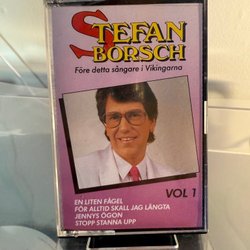 STEFAN
BORSCH
Före detta sångare i Vikingarna
VOL 1
EN LITEN FÅGEL
FÖR ALLTID SKALL JAG LÄNGTA
JENNYS ÖGON
STOPP STANNA UPP